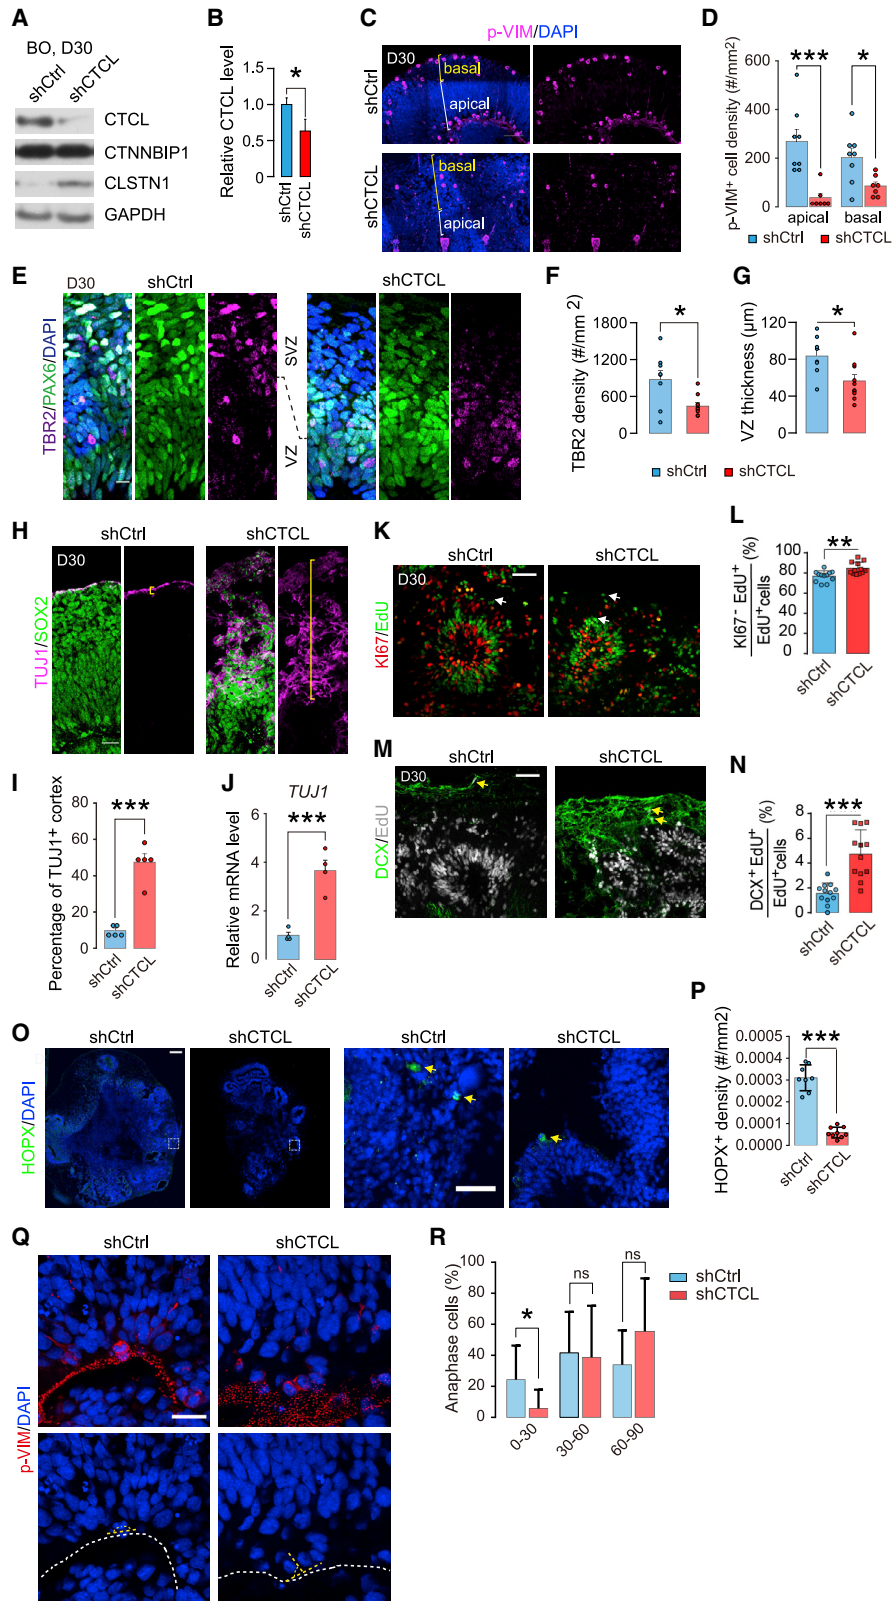 A
BO, D30
shCtrl
shCTCL
CTCL
CTNNBIP1
CLSTN1
GAPDH
B
Relative CTCL level
1.5
1.0
0.5
0
*
shCtrl
shCTCL
C
p-VIM/DAPI
D30
basal
apical
shCtrl
basal
apical
shCTCL
D
p-VIM+ cell density (#/mm2)
600
400
200
0
***
*
apical
basal
shCtrl
shCTCL
E
D30
shCtrl
shCTCL
TBR2/PAX6/DAPI
SVZ
VZ
F
TBR2 density (#/mm 2)
1800
1200
600
0
*
G
VZ thickness (μm)
120
80
40
0
*
shCtrl
shCTCL
H
shCtrl
shCTCL
D30
TUJ1/SOX2
I
Percentage of TUJ1+ cortex
80
60
40
20
0
***
shCtrl
shCTCL
J
TUJ1
Relative mRNA level
6
4
2
0
***
shCtrl
shCTCL
K
shCtrl
shCTCL
D30
KI67/EdU
L
KI67⁻ EdU⁺ (%)
EdU⁺cells
100
80
60
40
20
0
**
shCtrl
shCTCL
M
shCtrl
shCTCL
D30
DCX/EdU
N
DCX⁺ EdU⁺ (%)
EdU⁺cells
8
6
4
2
0
***
shCtrl
shCTCL
O
shCtrl
shCTCL
shCtrl
shCTCL
HOPX/DAPI
P
HOPX⁺ density (#/mm2)
0.0005
0.0004
0.0003
0.0002
0.0001
0.0000
***
shCtrl
shCTCL
Q
shCtrl
shCTCL
p-VIM/DAPI
R
Anaphase cells (%)
100
80
60
40
20
0
*
ns
ns
0-30
30-60
60-90
shCtrl
shCTCL